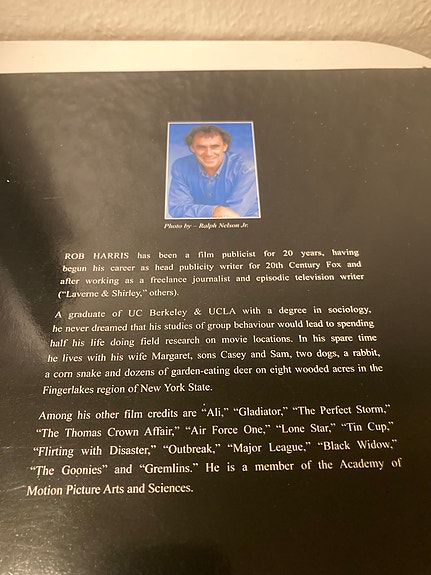 Photo by – Ralph Nelson Jr.
ROB HARRIS has been a film publicist for 20 years, having
begun his career as head publicity writer for 20th Century Fox and
after working as a freelance journalist and episodic television writer
(“Laverne & Shirley,” others).
A graduate of UC Berkeley & UCLA with a degree in sociology,
he never dreamed that his studies of group behaviour would lead to spending
half his life doing field research on movie locations. In his spare time
he lives with his wife Margaret, sons Casey and Sam, two dogs, a rabbit,
a corn snake and dozens of garden-eating deer on eight wooded acres in the
Fingerlakes region of New York State.
Among his other film credits are “Ali,” “Gladiator,” “The Perfect Storm,”
“The Thomas Crown Affair,” “Air Force One,” “Lone Star,” “Tin Cup,”
“Flirting with Disaster,” “Outbreak,” “Major League,” “Black Widow,”
“The Goonies” and “Gremlins.” He is a member of the Academy of
Motion Picture Arts and Sciences.